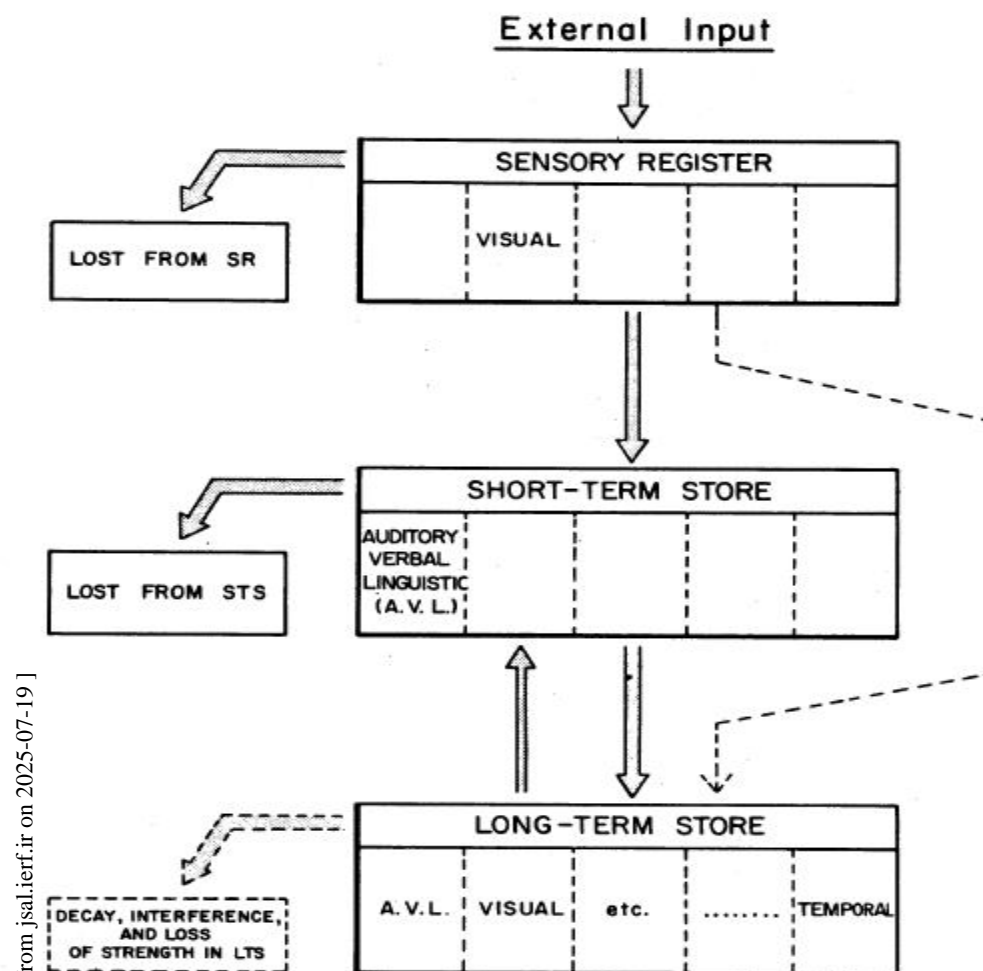 External Input
SENSORY REGISTER
VISUAL
LOST FROM SR
SHORT-TERM STORE
AUDITORY
VERBAL
LINGUISTIC
(A. V. L.)
LOST FROM STS
LONG-TERM STORE
A. V. L. VISUAL etc. ........ TEMPORAL
DECAY, INTERFERENCE,
AND LOSS
OF STRENGTH IN LTS
jsal.ierf.ir on 2025-07-19 ]